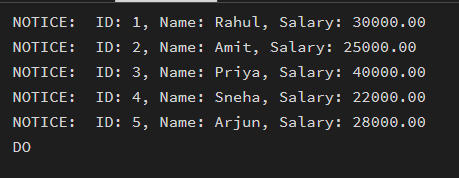 NOTICE:  ID: 1, Name: Rahul, Salary: 30000.00
NOTICE:  ID: 2, Name: Amit, Salary: 25000.00
NOTICE:  ID: 3, Name: Priya, Salary: 40000.00
NOTICE:  ID: 4, Name: Sneha, Salary: 22000.00
NOTICE:  ID: 5, Name: Arjun, Salary: 28000.00
DO